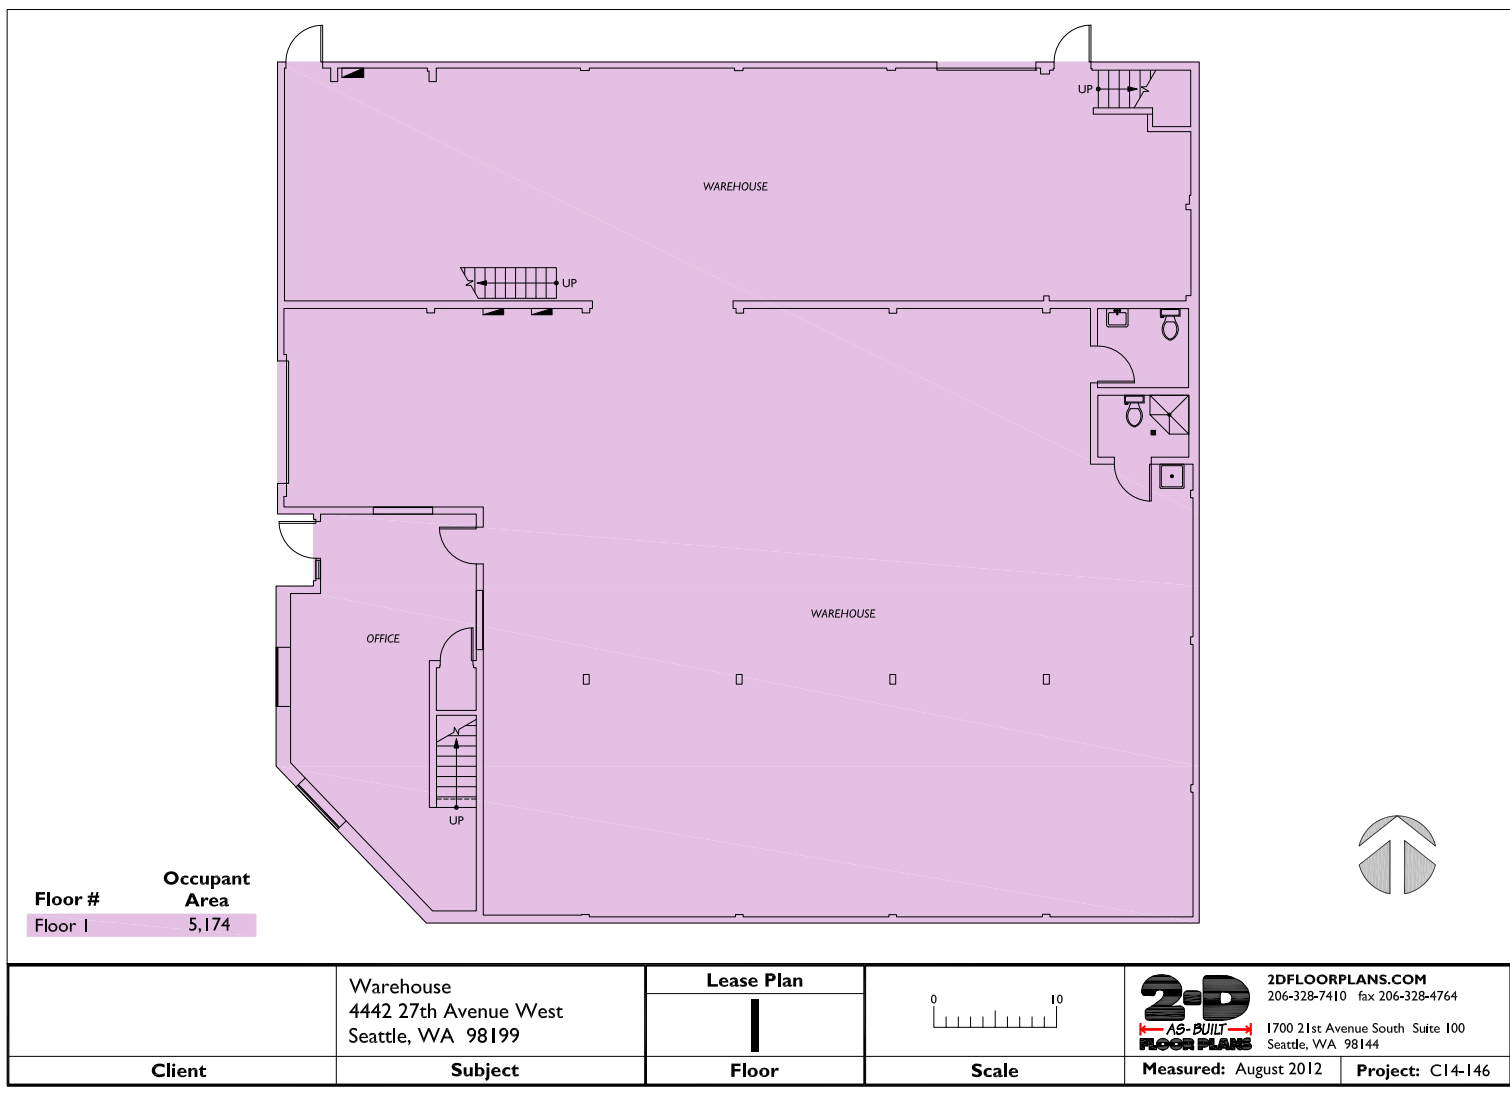 UP
WAREHOUSE
UP
WAREHOUSE
OFFICE
UP
Occupant
Floor # Area
Floor 1 5,174
Warehouse
4442 27th Avenue West
Seattle, WA 98199
Client
Subject
Lease Plan
1
Floor
0 10
Scale
2-D
AS-BUILT
FLOOR PLANS
2DFLOORPLANS.COM
206-328-7410 fax 206-328-4764
1700 21st Avenue South Suite 100
Seattle, WA 98144
Measured: August 2012
Project: C14-146